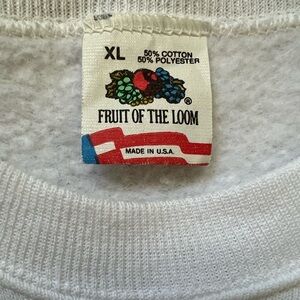 XL
50% COTTON
50% POLYESTER
®
FRUIT OF THE LOOM
MADE IN U.S.A.